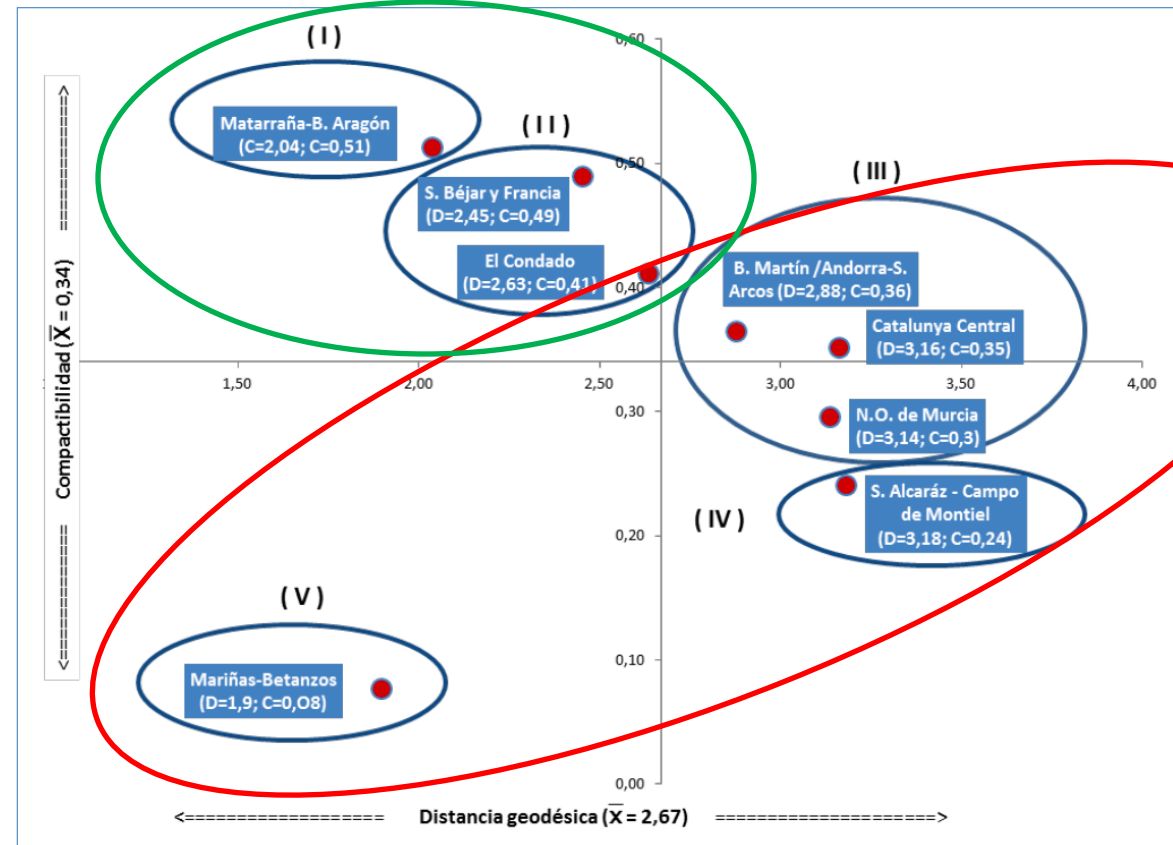 ( I )
0,60
Matarraña-B. Aragón
(C=2,04; C=0,51)
( I I )
0,50
( III )
S. Béjar y Francia
(D=2,45; C=0,49)
El Condado
(D=2,63; C=0,41)
0,40
B. Martín /Andorra-S.
Arcos (D=2,88; C=0,36)
Catalunya Central
(D=3,16; C=0,35)
1,50
2,00
2,50
3,00
3,50
4,00
0,30
N.O. de Murcia
(D=3,14; C=0,3)
S. Alcaráz - Campo
de Montiel
(D=3,18; C=0,24)
( IV )
0,20
( V )
0,10
Mariñas-Betanzos
(D=1,9; C=0,O8)
0,00
<=========== Compactibilidad (X̅ = 0,34) ===========>
<=================== Distancia geodésica (X̅ = 2,67) ====================>